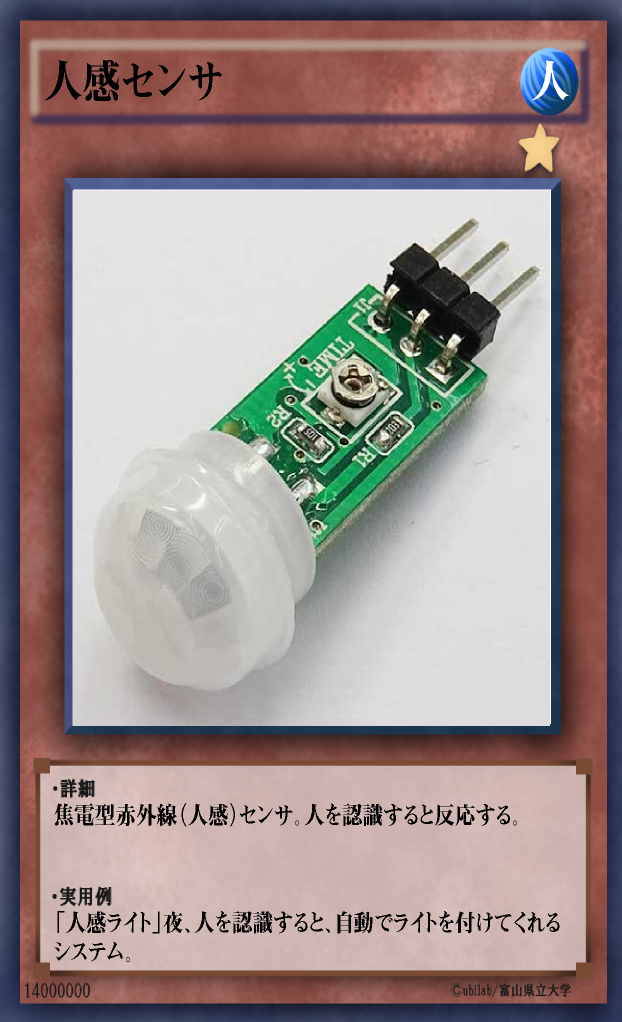 人感センサ
人
J1
TIME
R2
105
103
R1
・詳細
焦電型赤外線(人感)センサ。人を認識すると反応する。
・実用例
「人感ライト」夜、人を認識すると、自動でライトを付けてくれる
システム。
14000000
©ubilab/富山県立大学